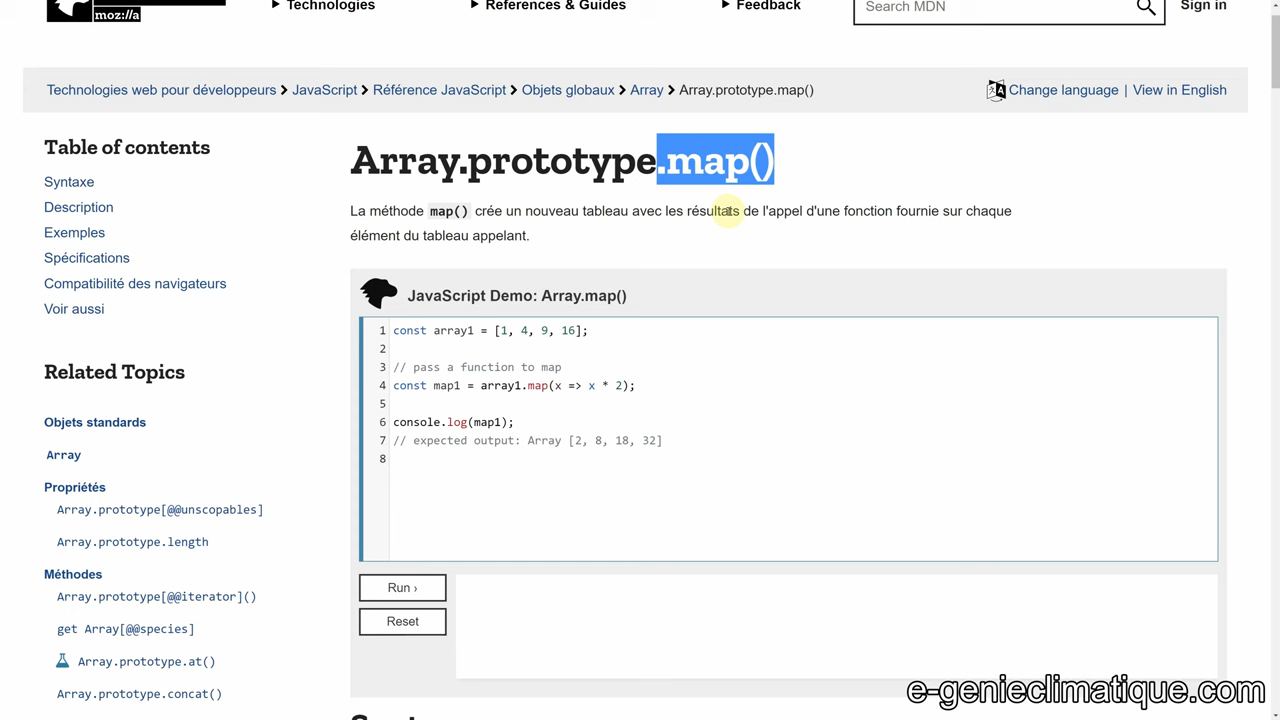 moz://a
Technologies
References & Guides
Feedback
Search MDN
Sign in
Technologies web pour développeurs
JavaScript
Référence JavaScript
Objets globaux
Array
Array.prototype.map()
Change language | View in English
Table of contents
Syntaxe
Description
Exemples
Spécifications
Compatibilité des navigateurs
Voir aussi
Related Topics
Objets standards
Array
Propriétés
Array.prototype[@@unscopables]
Array.prototype.length
Méthodes
Array.prototype[@@iterator]()
get Array[@@species]
Array.prototype.at()
Array.prototype.concat()
Array.prototype.map()
La méthode map() crée un nouveau tableau avec les résultats de l'appel d'une fonction fournie sur chaque
élément du tableau appelant.
JavaScript Demo: Array.map()
1 const array1 = [1, 4, 9, 16];
2
3 // pass a function to map
4 const map1 = array1.map(x => x * 2);
5
6 console.log(map1);
7 // expected output: Array [2, 8, 18, 32]
8
Run ›
Reset
e-genieclimatique.com